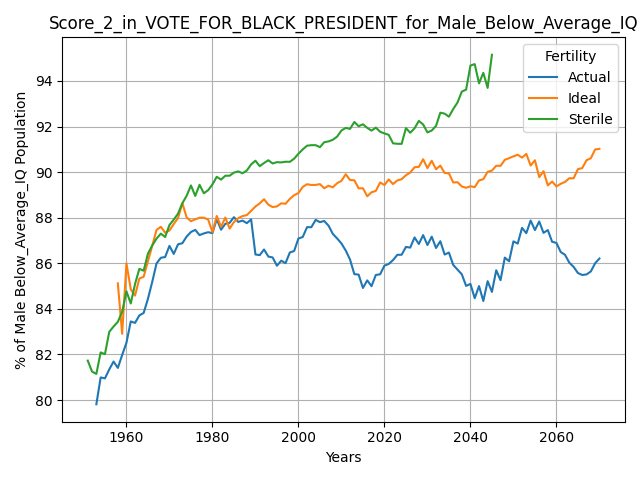 Score_2_in_VOTE_FOR_BLACK_PRESIDENT_for_Male_Below_Average_IQ
Fertility
Actual
Ideal
Sterile
% of Male Below_Average_IQ Population
94
92
90
88
86
84
82
80
1960 1980 2000 2020 2040 2060
Years